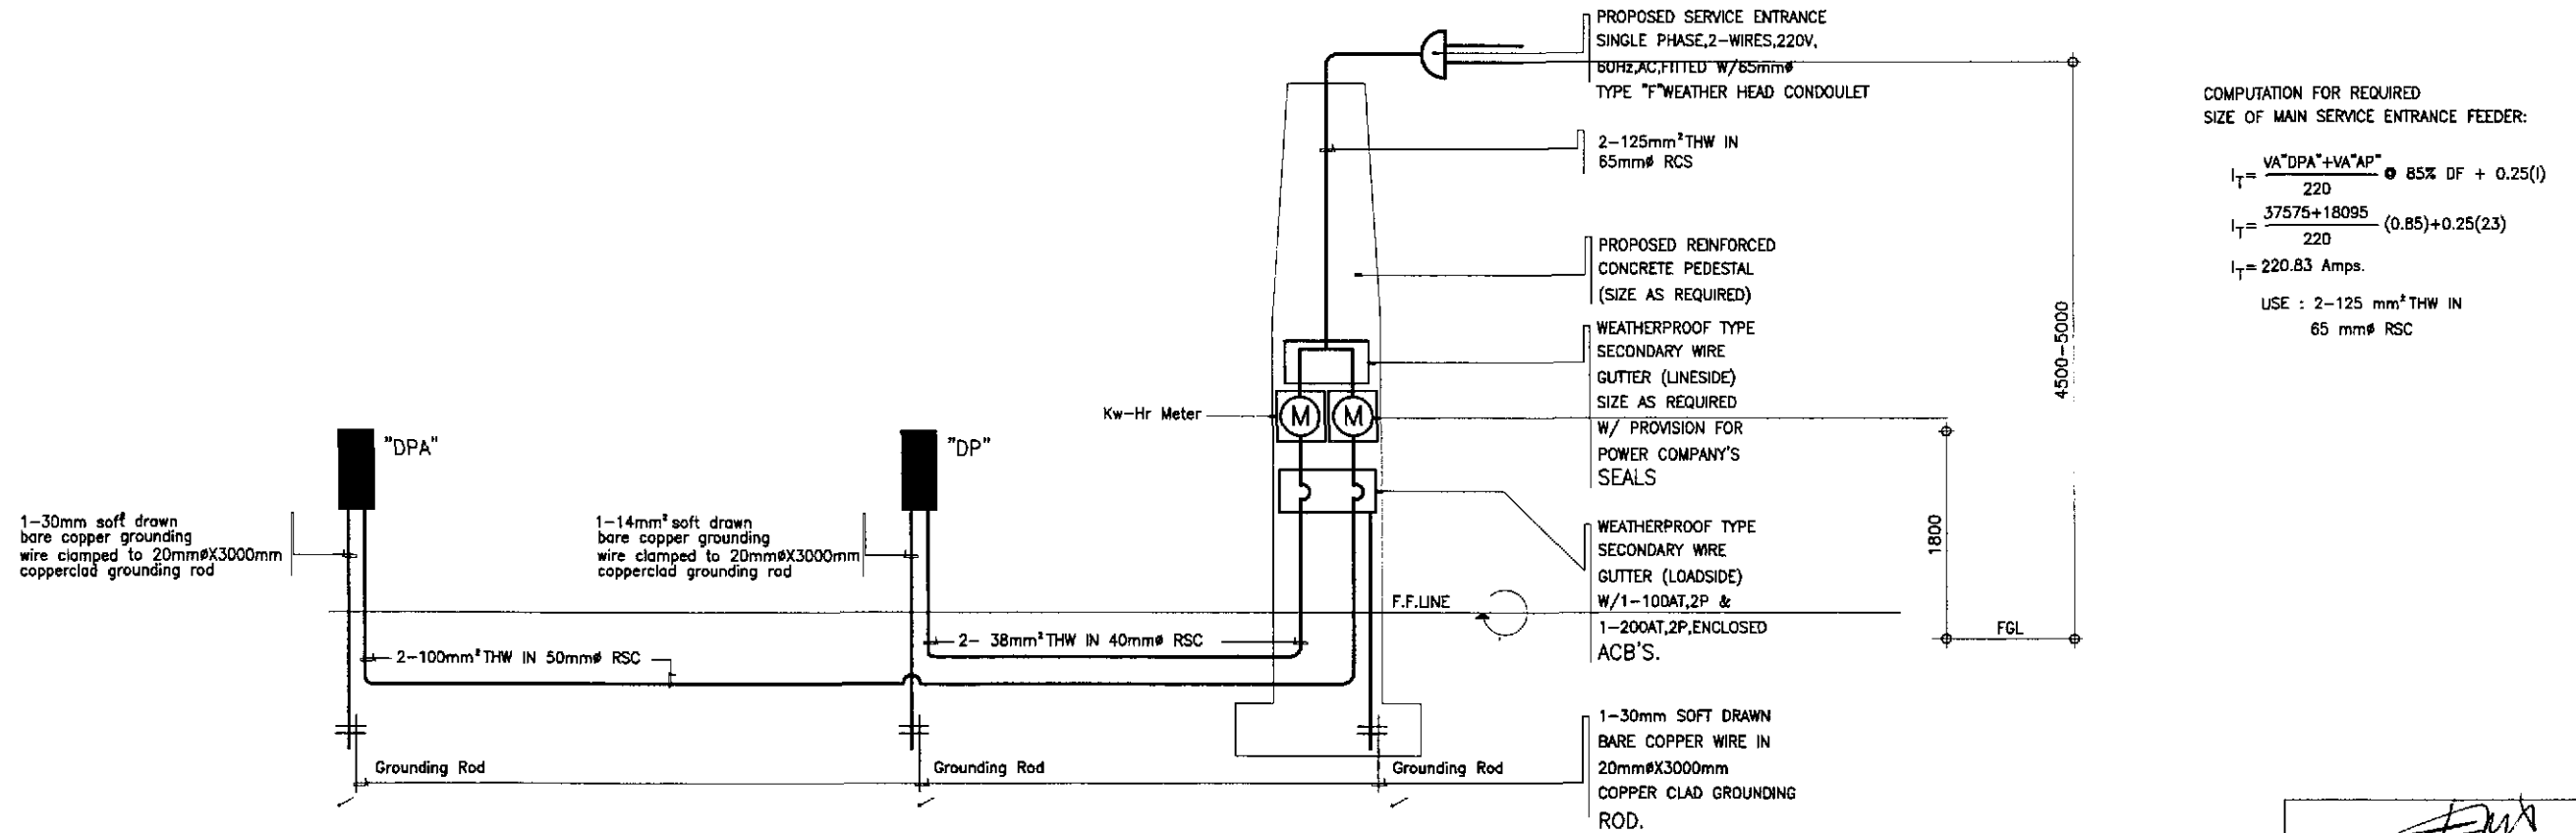 PROPOSED SERVICE ENTRANCE
SINGLE PHASE,2-WIRES,220V,
60Hz,AC,FITTED W/65mmø
TYPE "F"WEATHER HEAD CONDOULET
2-125mm²THW IN
65mmø RCS
PROPOSED REINFORCED
CONCRETE PEDESTAL
(SIZE AS REQUIRED)
WEATHERPROOF TYPE
SECONDARY WIRE
GUTTER (LINESIDE)
SIZE AS REQUIRED
W/ PROVISION FOR
POWER COMPANY'S
SEALS
WEATHERPROOF TYPE
SECONDARY WIRE
GUTTER (LOADSIDE)
W/1-100AT,2P &
1-200AT,2P,ENCLOSED
ACB'S.
1-30mm SOFT DRAWN
BARE COPPER WIRE IN
20mmøX3000mm
COPPER CLAD GROUNDING
ROD.
COMPUTATION FOR REQUIRED
SIZE OF MAIN SERVICE ENTRANCE FEEDER:
VA"DPA"+VA"AP"
IT= @ 85% DF + 0.25(I)
220
37575+18095
IT= (0.85)+0.25(23)
220
IT= 220.83 Amps.
USE : 2-125 mm²THW IN
65 mmø RSC
4500-5000
1800
FGL
Kw-Hr Meter
M M
"DPA"
"DP"
1-30mm soft drawn
bare copper grounding
wire clamped to 20mmøX3000mm
copperclad grounding rod
1-14mm² soft drawn
bare copper grounding
wire clamped to 20mmøX3000mm
copperclad grounding rod
F.F.LINE
2- 38mm²THW IN 40mmø RSC
2-100mm²THW IN 50mmø RSC
Grounding Rod
Grounding Rod
Grounding Rod